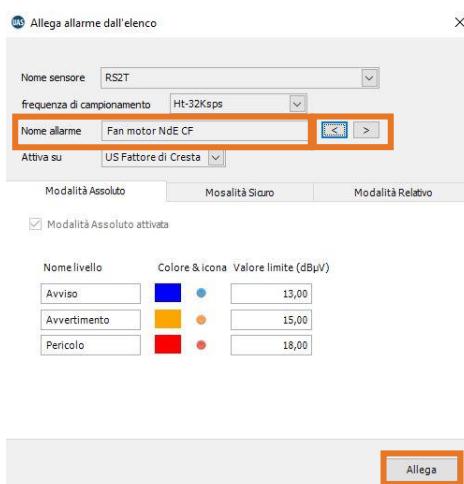 UAS Allega allarme dall'elenco
Nome sensore RS2T
frequenza di campionamento Ht-32Ksps
Nome allarme Fan motor NdE CF < >
Attiva su US Fattore di Cresta
Modalità Assoluto Mosalità Sicuro Modalità Relativo
Modalità Assoluto attivata
Nome livello Colore & icona Valore limite (dBµV)
Avviso 13,00
Avvertimento 15,00
Pericolo 18,00
Allega